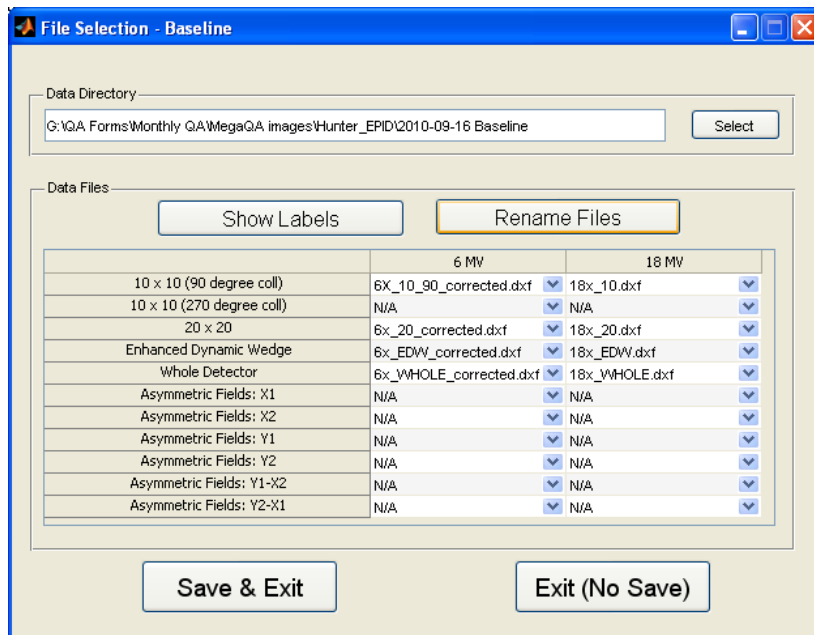 File Selection - Baseline
Data Directory
G:\QA Forms\Monthly QA\MegaQA images\Hunter_EPID\2010-09-16 Baseline Select
Data Files
Show Labels Rename Files
6 MV 18 MV
10 x 10 (90 degree coll) 6X_10_90_corrected.dxf 18x_10.dxf
10 x 10 (270 degree coll) N/A N/A
20 x 20 6x_20_corrected.dxf 18x_20.dxf
Enhanced Dynamic Wedge 6x_EDW_corrected.dxf 18x_EDW.dxf
Whole Detector 6x_WHOLE_corrected.dxf 18x_WHOLE.dxf
Asymmetric Fields: X1 N/A N/A
Asymmetric Fields: X2 N/A N/A
Asymmetric Fields: Y1 N/A N/A
Asymmetric Fields: Y2 N/A N/A
Asymmetric Fields: Y1-X2 N/A N/A
Asymmetric Fields: Y2-X1 N/A N/A
Save & Exit Exit (No Save)